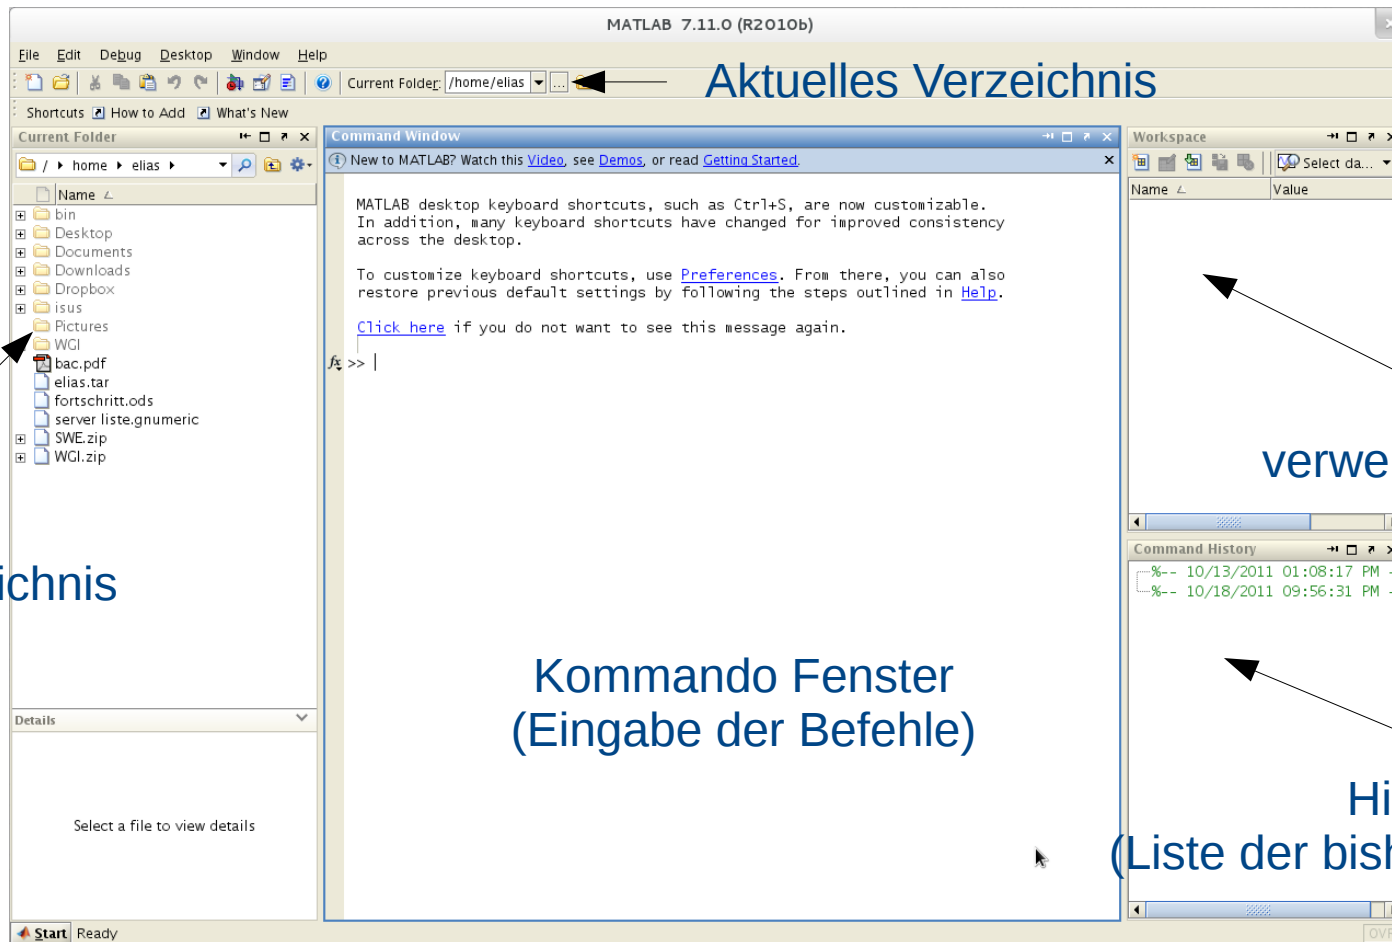 MATLAB 7.11.0 (R2010b)
File Edit Debug Desktop Window Help
Current Folder: /home/elias ...
Aktuelles Verzeichnis
Shortcuts How to Add What's New
Current Folder
/ home elias
Name
bin
Desktop
Documents
Downloads
Dropbox
isus
Pictures
WGI
bac.pdf
elias.tar
fortschritt.ods
server liste.gnumeric
SWE.zip
WGI.zip
ichnis
Details
Select a file to view details
Command Window
New to MATLAB? Watch this Video, see Demos, or read Getting Started.
MATLAB desktop keyboard shortcuts, such as Ctrl+S, are now customizable.
In addition, many keyboard shortcuts have changed for improved consistency
across the desktop.
To customize keyboard shortcuts, use Preferences. From there, you can also
restore previous default settings by following the steps outlined in Help.
Click here if you do not want to see this message again.
fx >>
Kommando Fenster
(Eingabe der Befehle)
Workspace
Select da...
Name Value
verwe
Command History
%-- 10/13/2011 01:08:17 PM -
%-- 10/18/2011 09:56:31 PM -
Hi
(Liste der bish
Start Ready
OVR